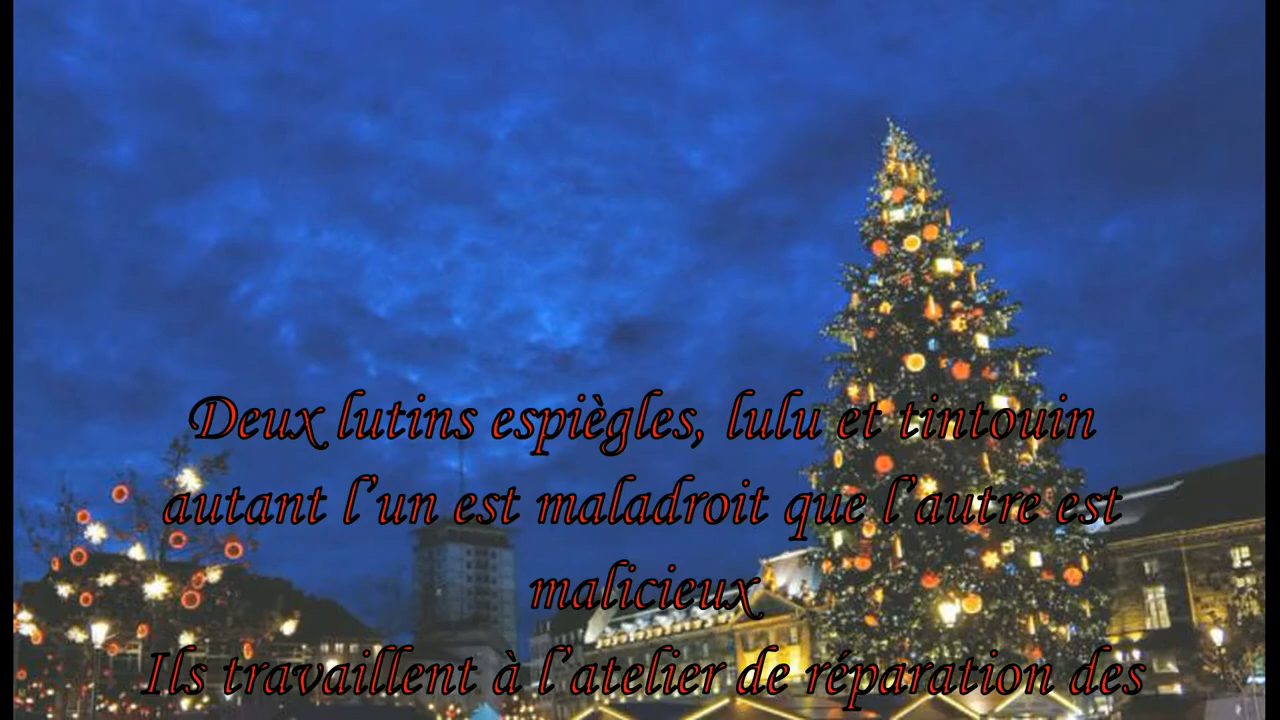 Deux lutins espiègles, lulu et tintouin
autant l’un est maladroit que l’autre est
malicieux
Ils travaillent à l’atelier de réparation des